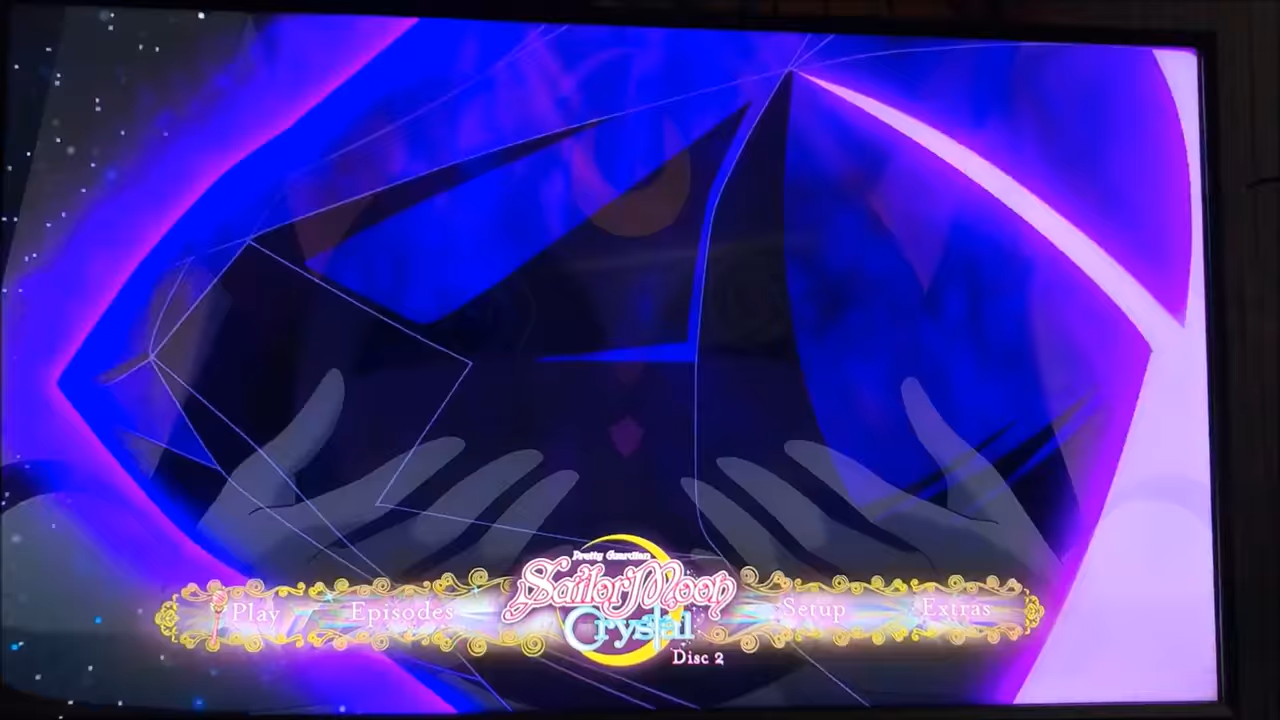 Pretty Guardian
Sailor Moon
Play Episodes Setup Extras
Crystal
Disc 2